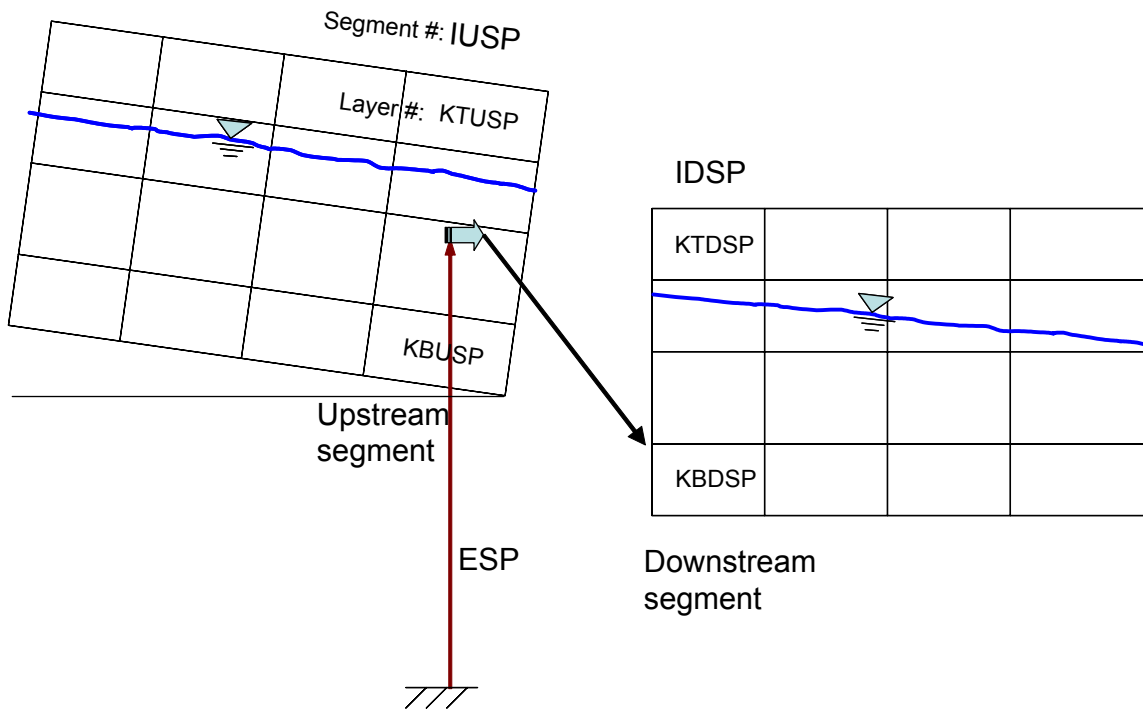 Segment #: IUSP
Layer #: KTUSP
KBUSP
Upstream
segment
ESP
IDSP
KTDSP
KBDSP
Downstream
segment